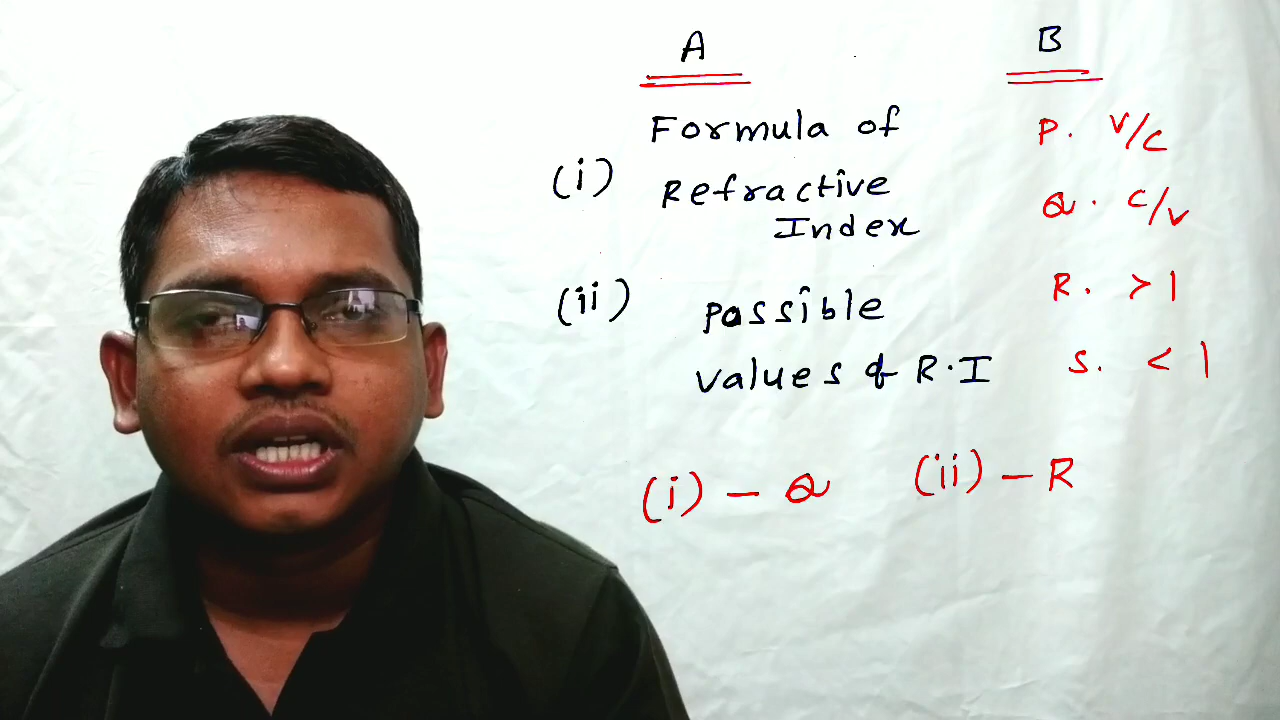 A B
Formula of P. v/c
(i) Refractive
Index Q. c/v
(ii) possible R. > 1
values of R.I S. < 1
(i) - Q (ii) - R